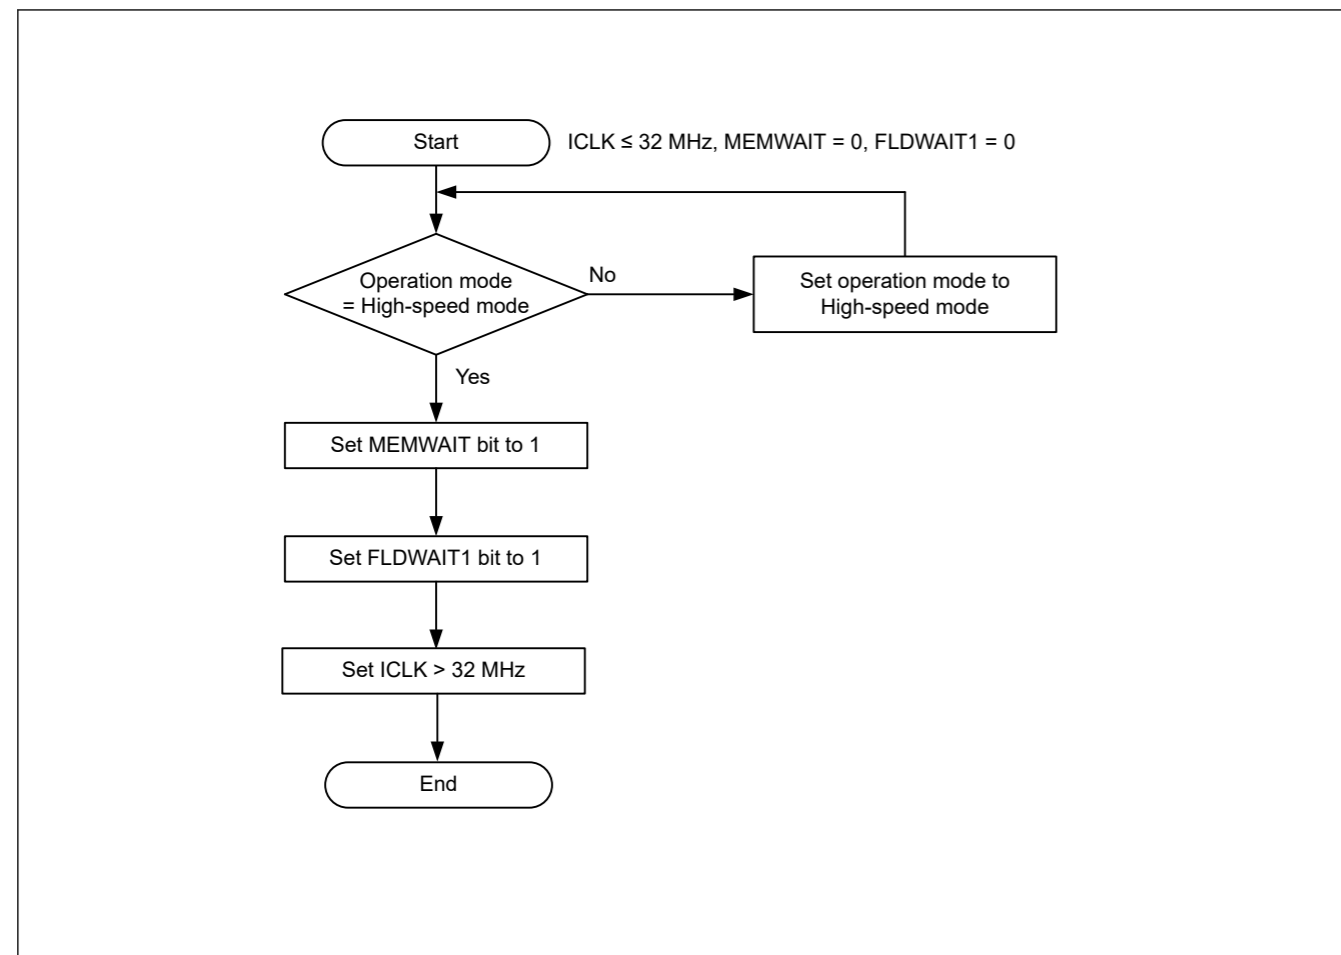 Start
ICLK ≤ 32 MHz, MEMWAIT = 0, FLDWAIT1 = 0
Operation mode
= High-speed mode
No
Set operation mode to
High-speed mode
Yes
Set MEMWAIT bit to 1
Set FLDWAIT1 bit to 1
Set ICLK > 32 MHz
End